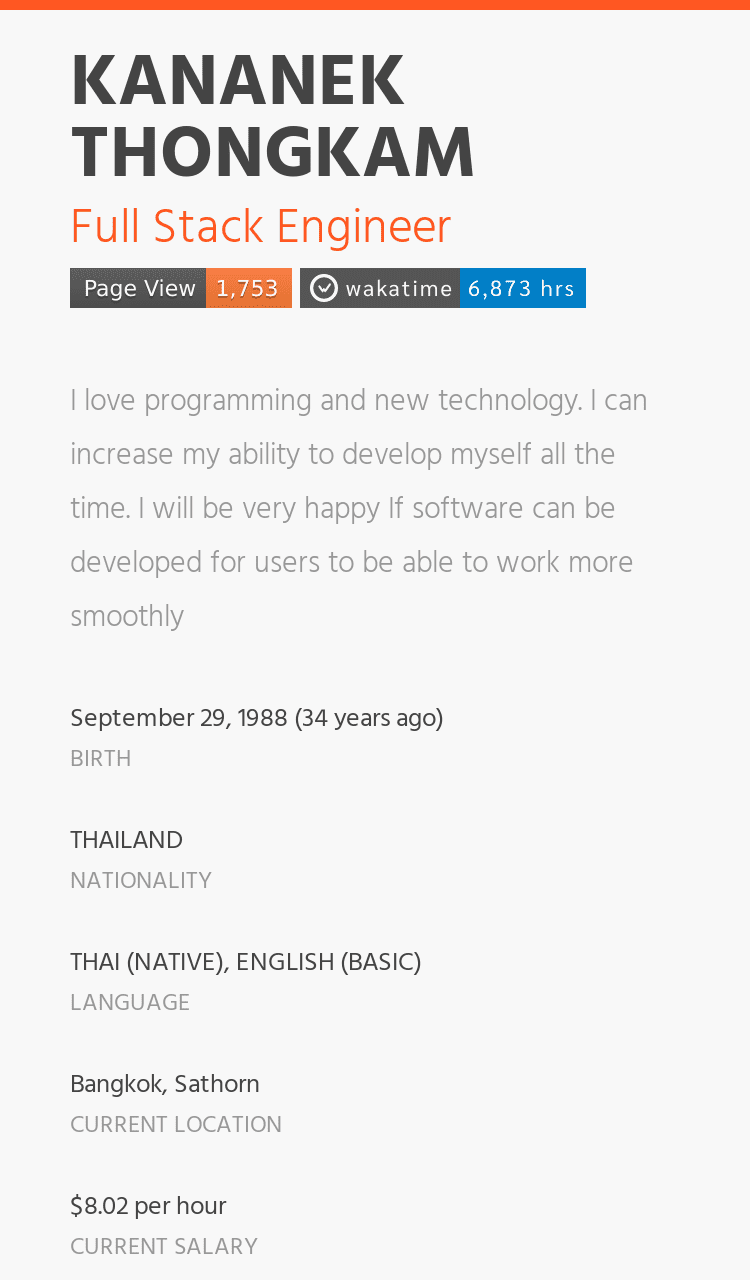 KANANEK
THONGKAM
Full Stack Engineer
Page View 1,753 wakatime 6,873 hrs
I love programming and new technology. I can
increase my ability to develop myself all the
time. I will be very happy If software can be
developed for users to be able to work more
smoothly
September 29, 1988 (34 years ago)
BIRTH
THAILAND
NATIONALITY
THAI (NATIVE), ENGLISH (BASIC)
LANGUAGE
Bangkok, Sathorn
CURRENT LOCATION
$8.02 per hour
CURRENT SALARY